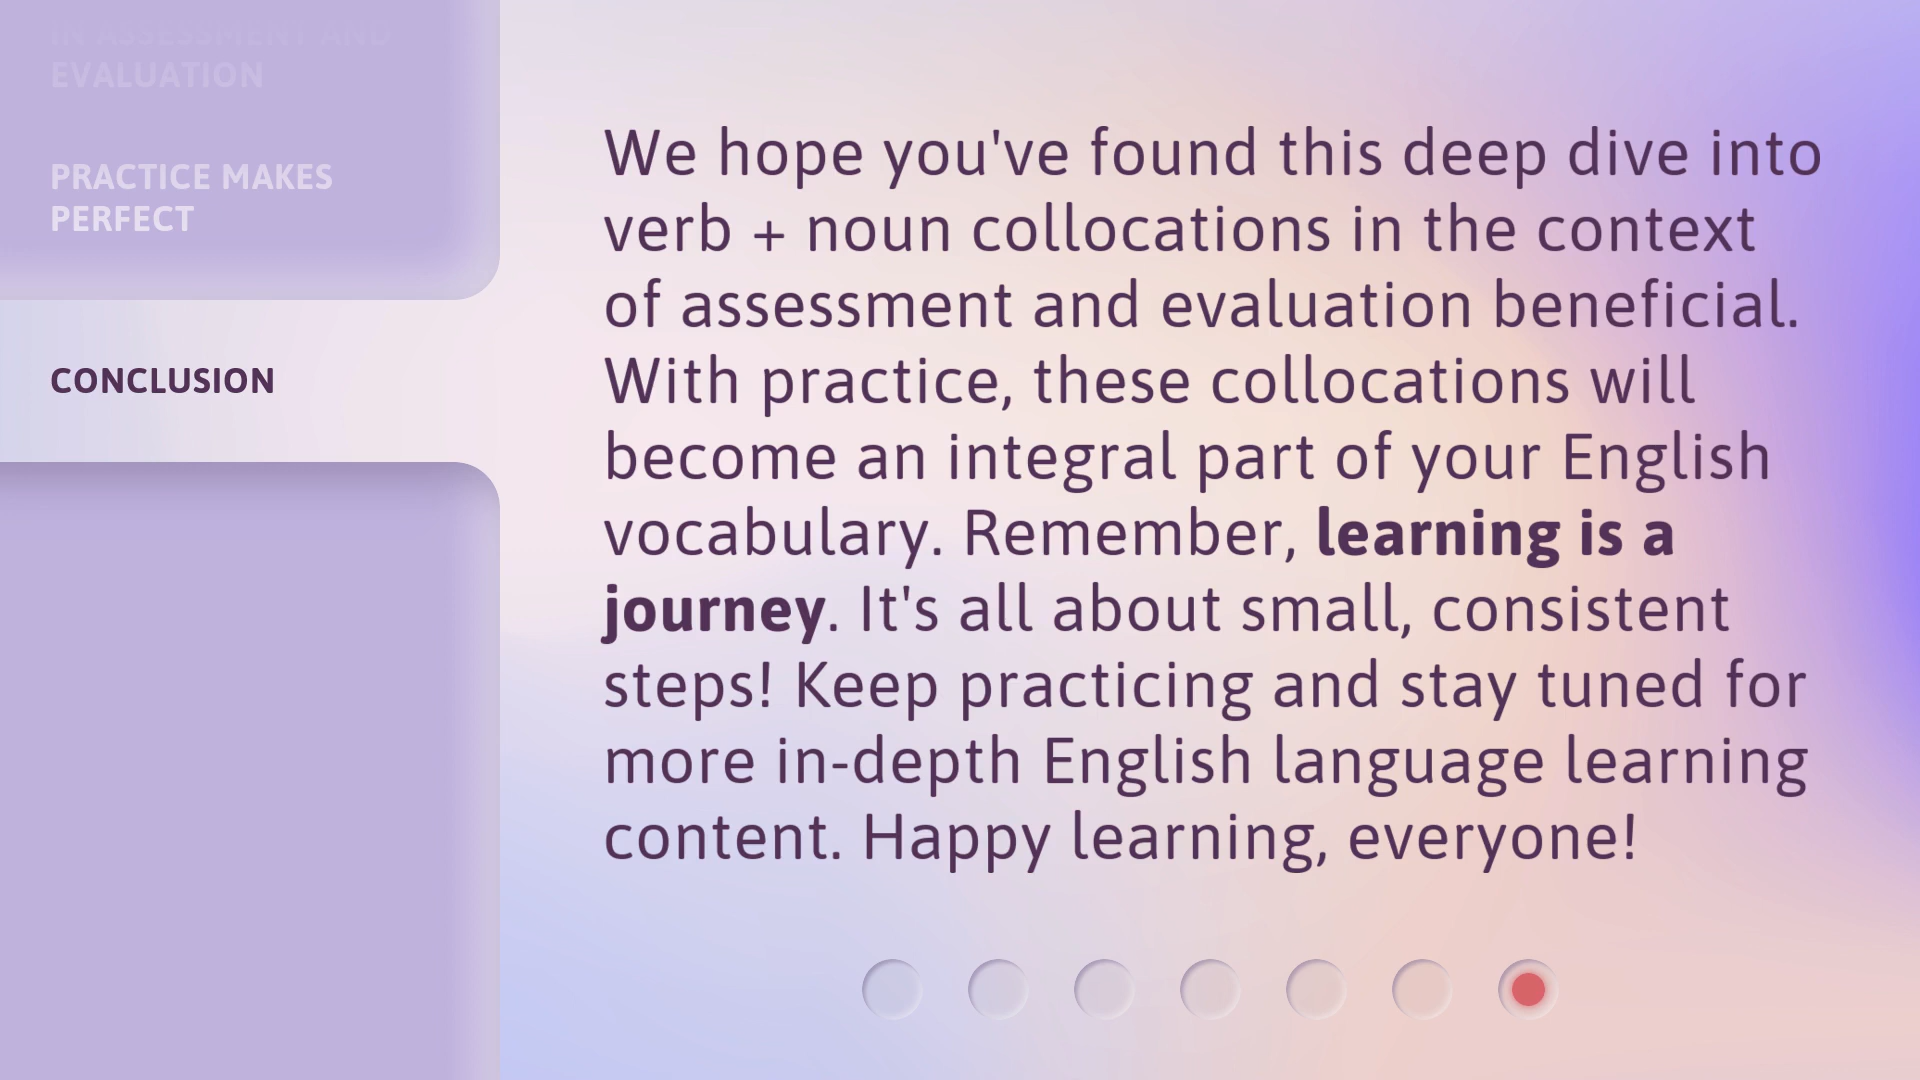 IN ASSESSMENT AND
EVALUATION
PRACTICE MAKES
PERFECT
CONCLUSION
We hope you've found this deep dive into
verb + noun collocations in the context
of assessment and evaluation beneficial.
With practice, these collocations will
become an integral part of your English
vocabulary. Remember, learning is a
journey. It's all about small, consistent
steps! Keep practicing and stay tuned for
more in-depth English language learning
content. Happy learning, everyone!